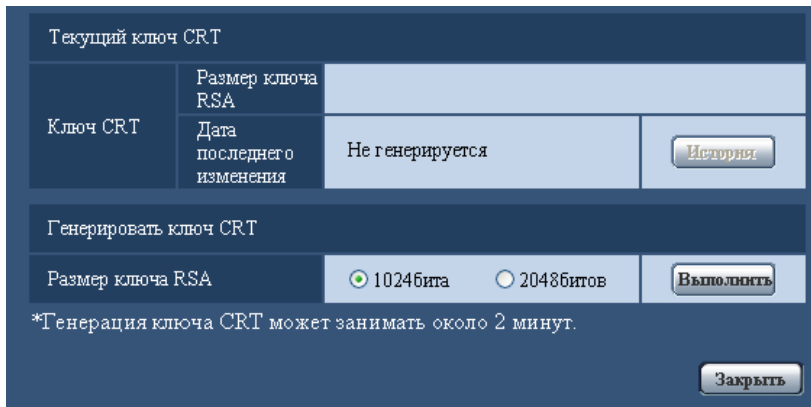 Текущий ключ CRT
Ключ CRT
Размер ключа
RSA
Дата
последнего
изменения
Не генерируется
История
Генерировать ключ CRT
Размер ключа RSA
1024бита
2048битов
Выполнить
*Генерация ключа CRT может занимать около 2 минут.
Закрыть